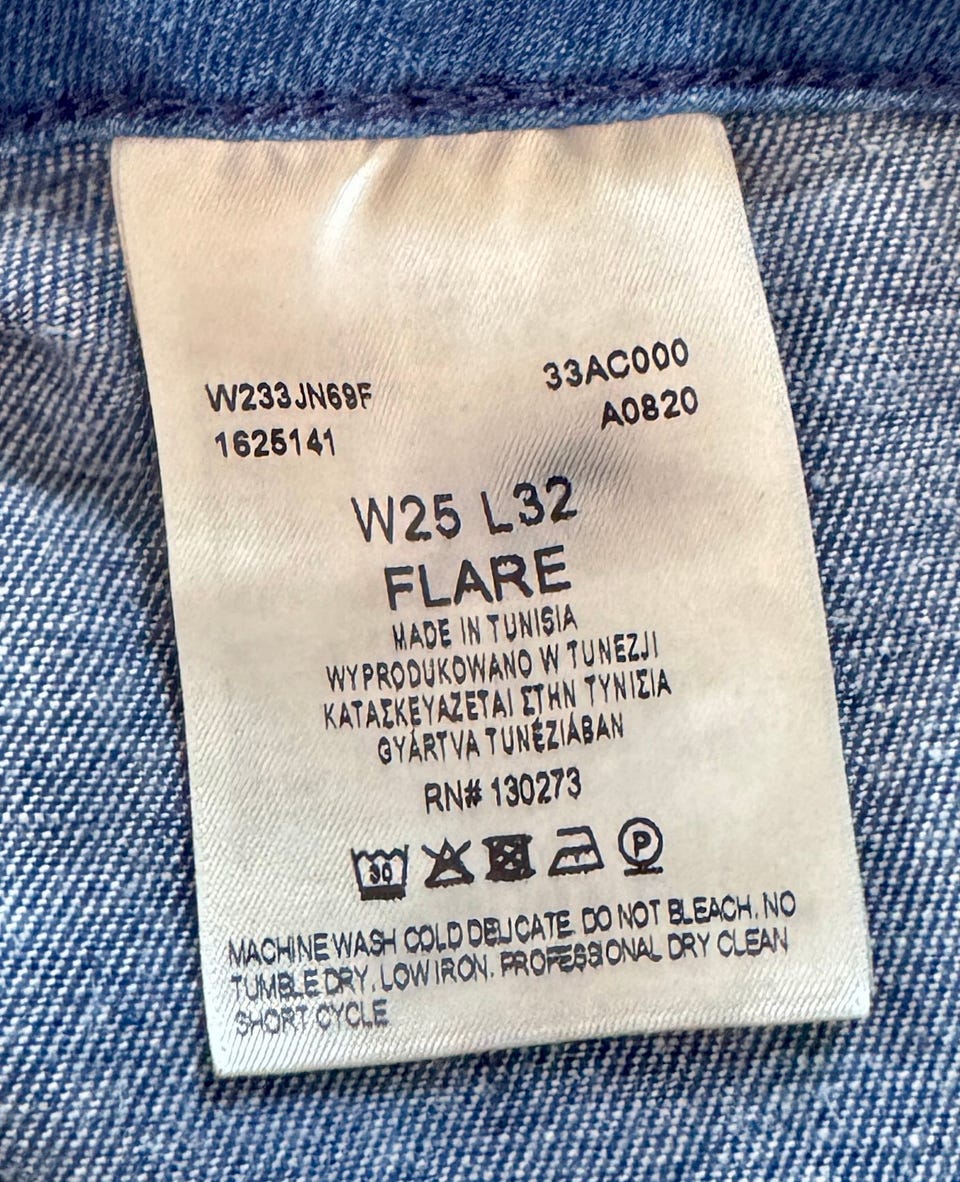 W233JN69F 33AC000
1625141 A0820
W25 L32
FLARE
MADE IN TUNISIA
WYPRODUKOWANO W TUNEZJI
ΚΑΤΑΣΚΕΥΑΖΕΤΑΙ ΣΤΗΝ ΤΥΝΙΣΙΑ
GYÁRTVA TUNÉZIÁBAN
RN# 130273
30 P
MACHINE WASH COLD DELICATE. DO NOT BLEACH. NO
TUMBLE DRY. LOW IRON. PROFESSIONAL DRY CLEAN
SHORT CYCLE